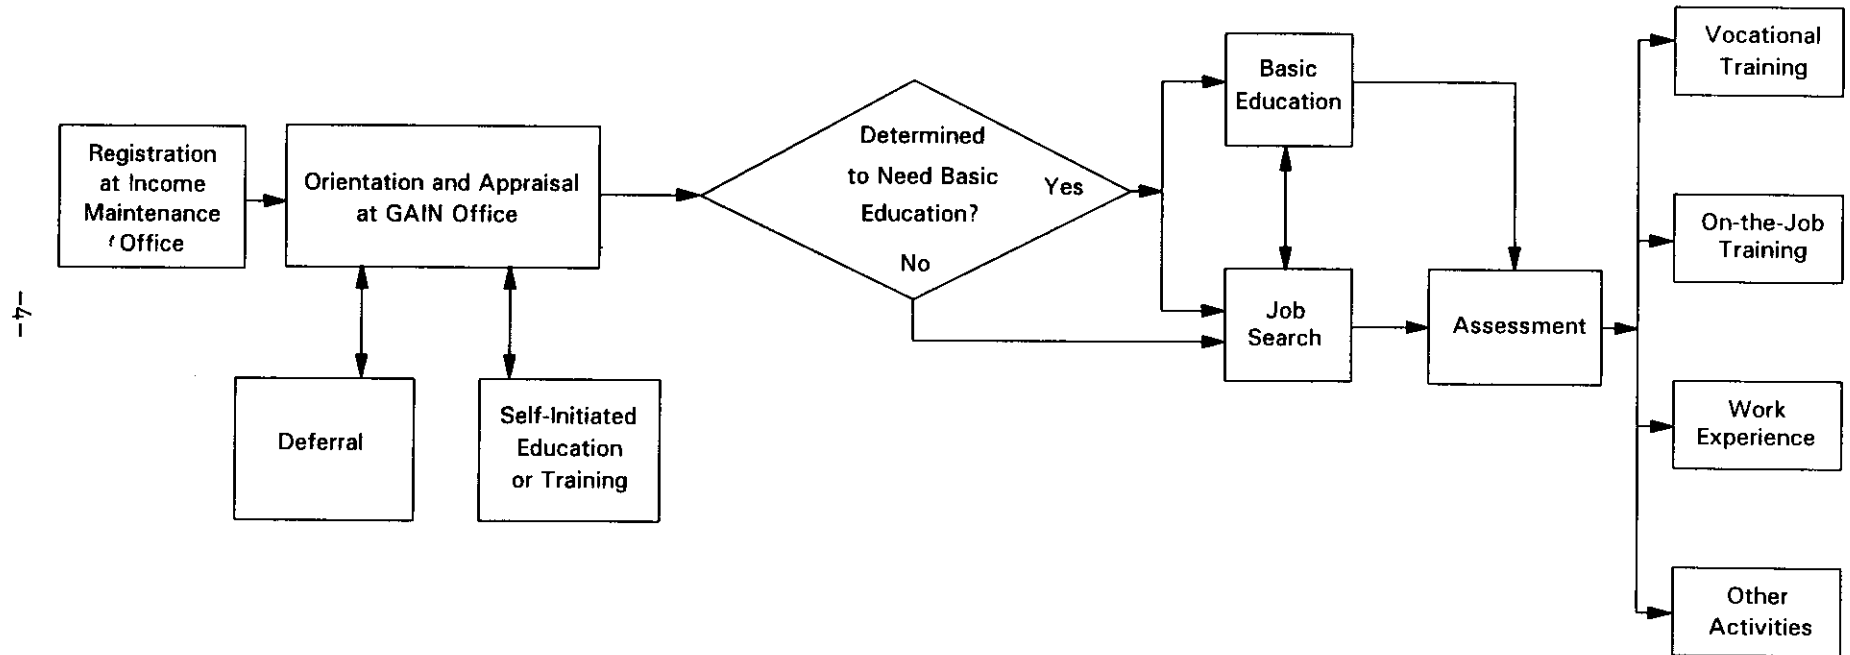 Registration
at Income
Maintenance
Office
Orientation and Appraisal
at GAIN Office
Deferral
Self-Initiated
Education
or Training
Determined
to Need Basic
Education?
Yes
No
Basic
Education
Job
Search
Assessment
Vocational
Training
On-the-Job
Training
Work
Experience
Other
Activities
-4-